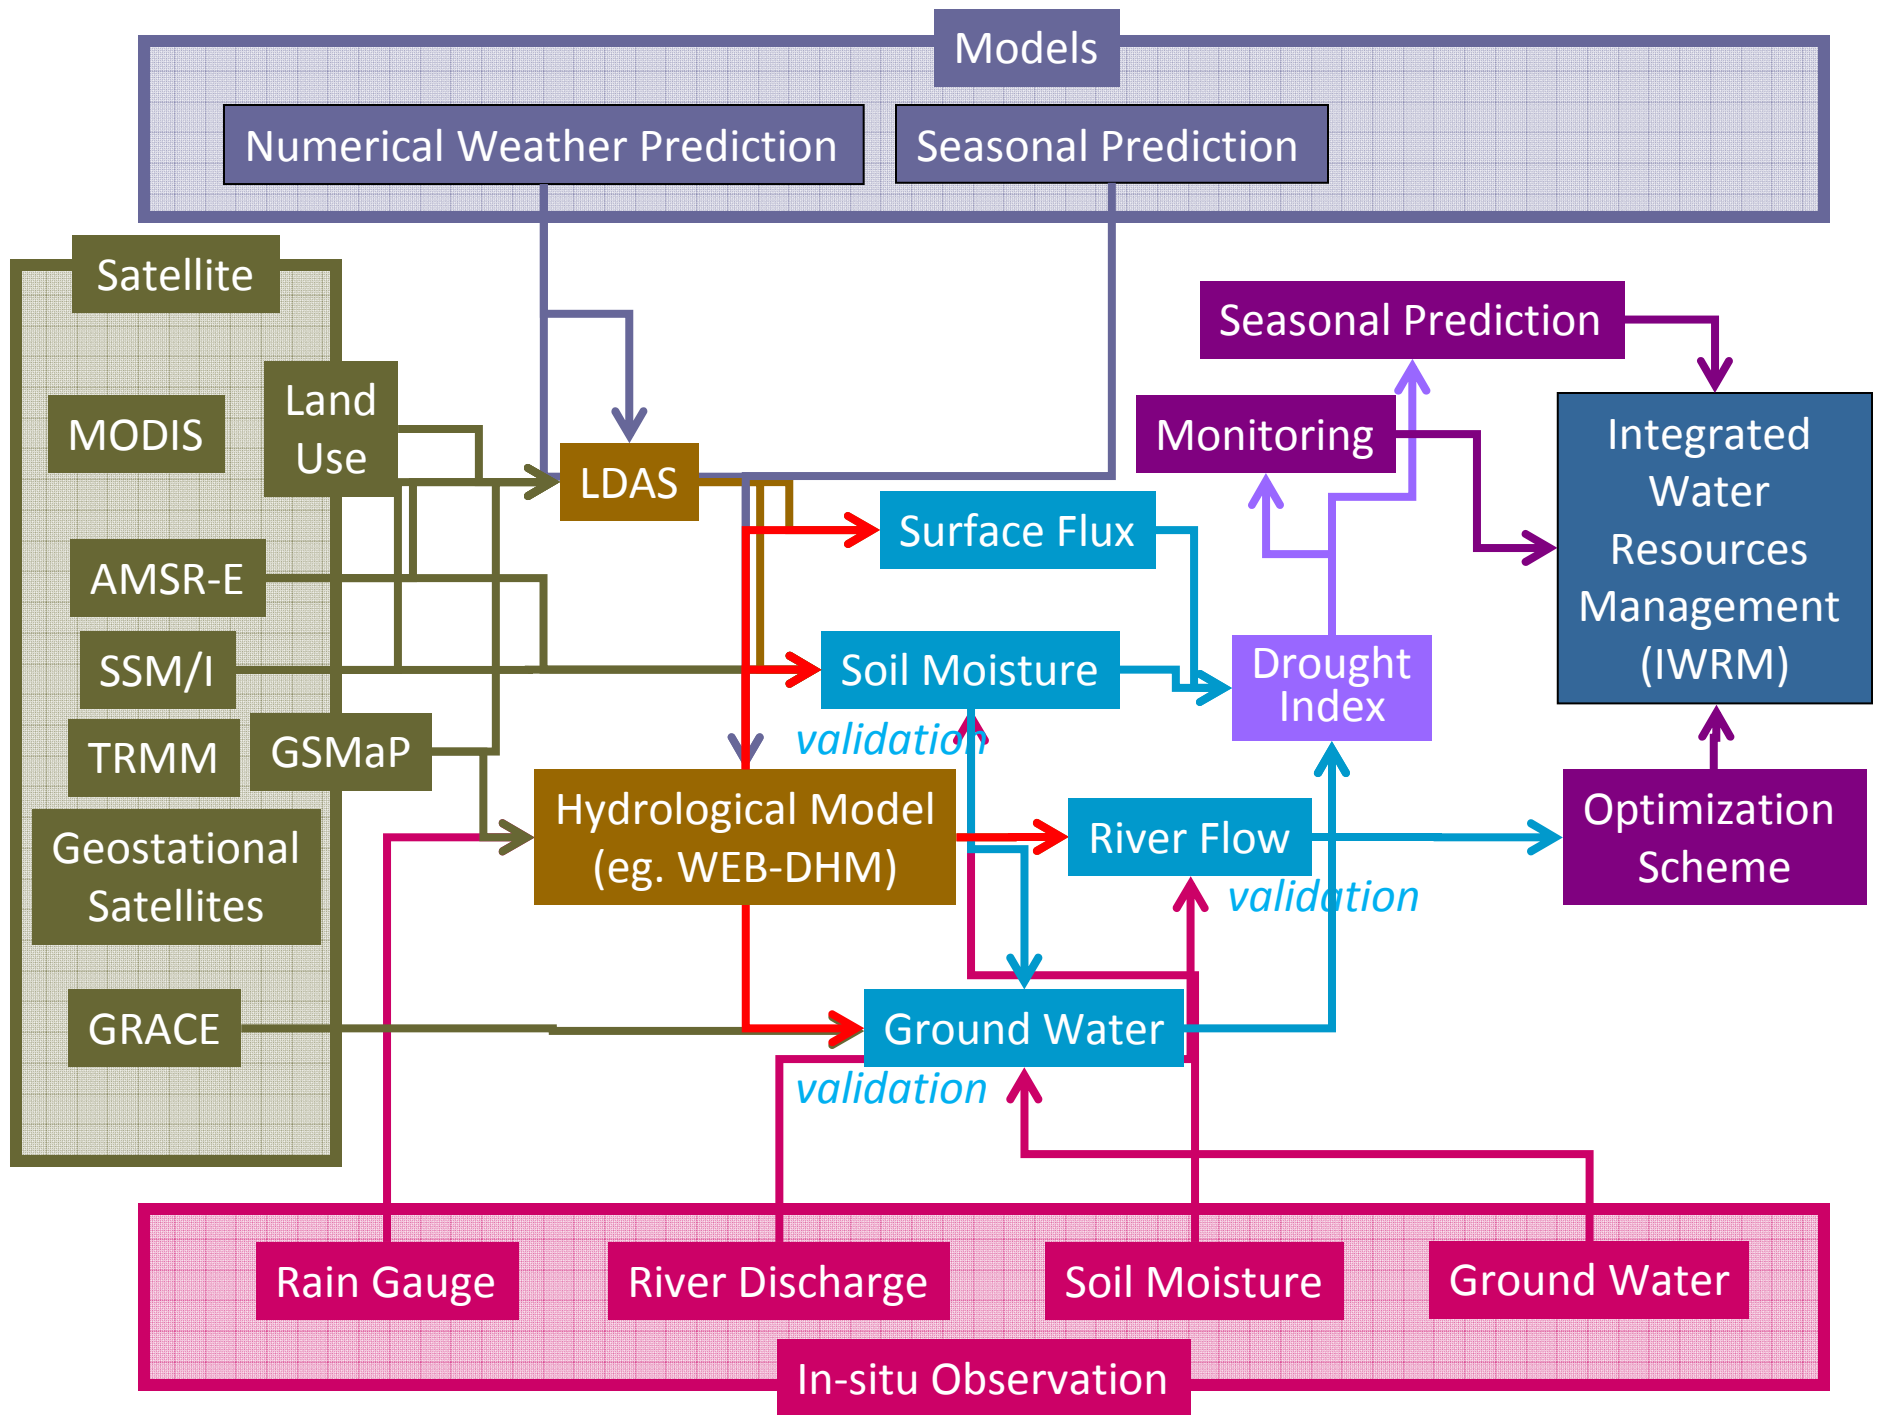 Models
Numerical Weather Prediction
Seasonal Prediction
Satellite
Land
Use
MODIS
AMSR-E
SSM/I
TRMM
GSMaP
Geostational
Satellites
GRACE
LDAS
Hydrological Model
(eg. WEB-DHM)
Surface Flux
Soil Moisture
validation
River Flow
validation
Ground Water
validation
Seasonal Prediction
Monitoring
Drought
Index
Integrated
Water
Resources
Management
(IWRM)
Optimization
Scheme
Rain Gauge
River Discharge
Soil Moisture
Ground Water
In-situ Observation